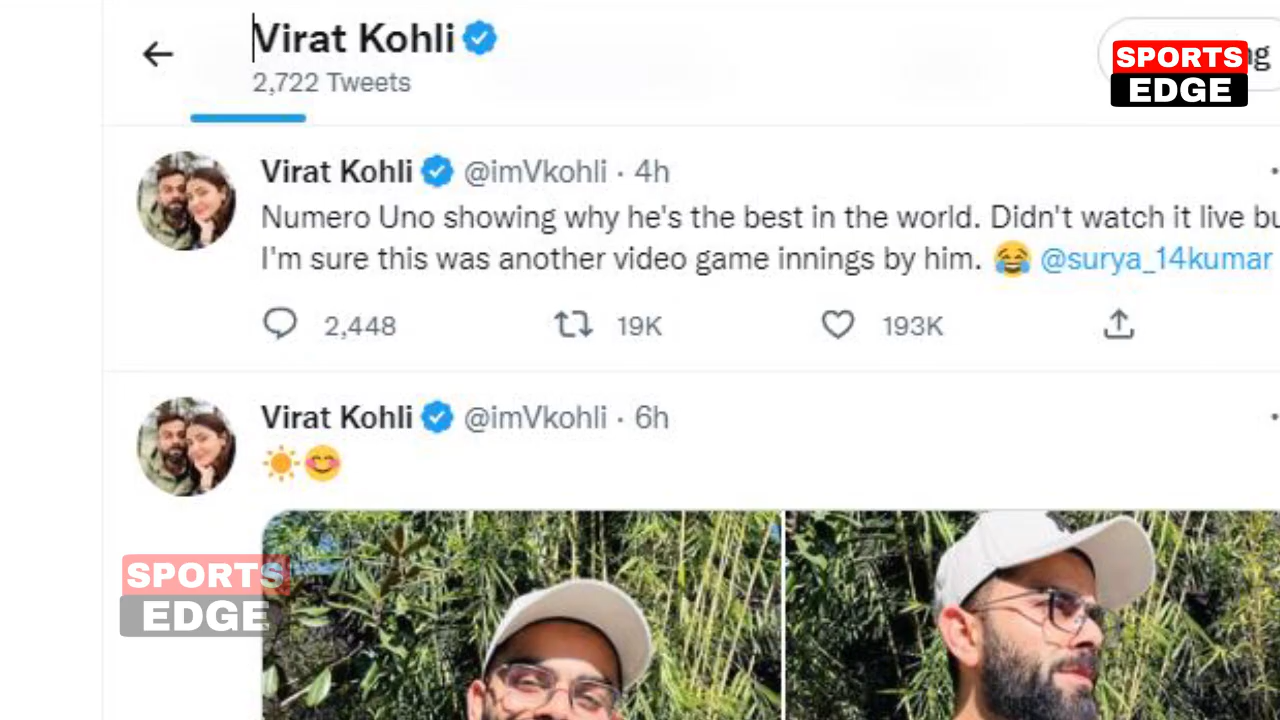 Virat Kohli
2,722 Tweets
SPORTS
EDGE
Virat Kohli @imVkohli · 4h
Numero Uno showing why he's the best in the world. Didn't watch it live
I'm sure this was another video game innings by him. 😂 @surya_14kumar
2,448 19K 193K
Virat Kohli @imVkohli · 6h
☀️😊
SPORTS
EDGE